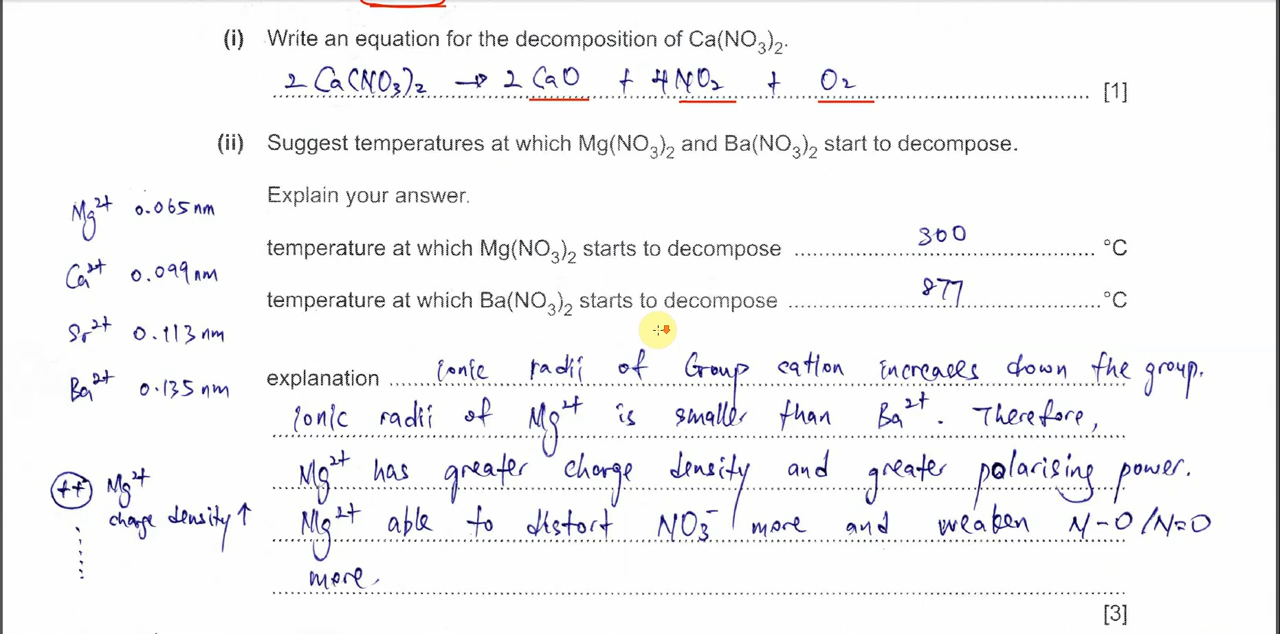 (i) Write an equation for the decomposition of Ca(NO₃)₂.
2 Ca(NO₃)₂ → 2 CaO + 4NO₂ + O₂ [1]
(ii) Suggest temperatures at which Mg(NO₃)₂ and Ba(NO₃)₂ start to decompose.
Explain your answer.
Mg²⁺ 0.065 nm
temperature at which Mg(NO₃)₂ starts to decompose 300 °C
Ca²⁺ 0.099 nm
temperature at which Ba(NO₃)₂ starts to decompose 877 °C
Sr²⁺ 0.113 nm
Ba²⁺ 0.135 nm
explanation ionic radii of Group cation increases down the group.
ionic radii of Mg²⁺ is smaller than Ba²⁺. Therefore,
Mg²⁺ has greater charge density and greater polarising power.
++ Mg²⁺
charge density ↑
Mg²⁺ able to distort NO₃⁻ more and weaken N-O/N=O
more.
[3]